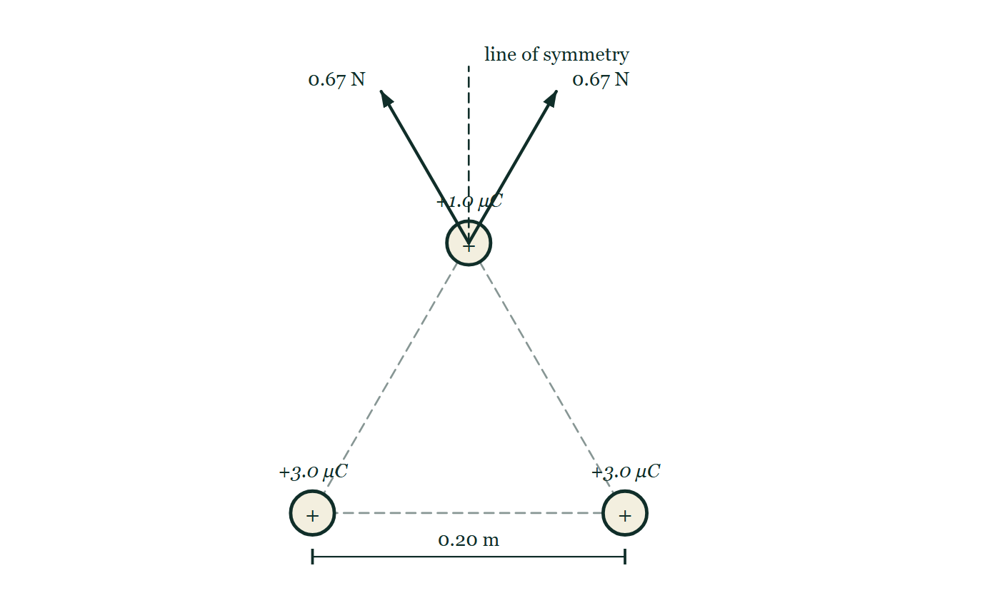 line of symmetry
0.67 N
0.67 N
+1.0 μC
+
+3.0 μC
+3.0 μC
+
+
0.20 m